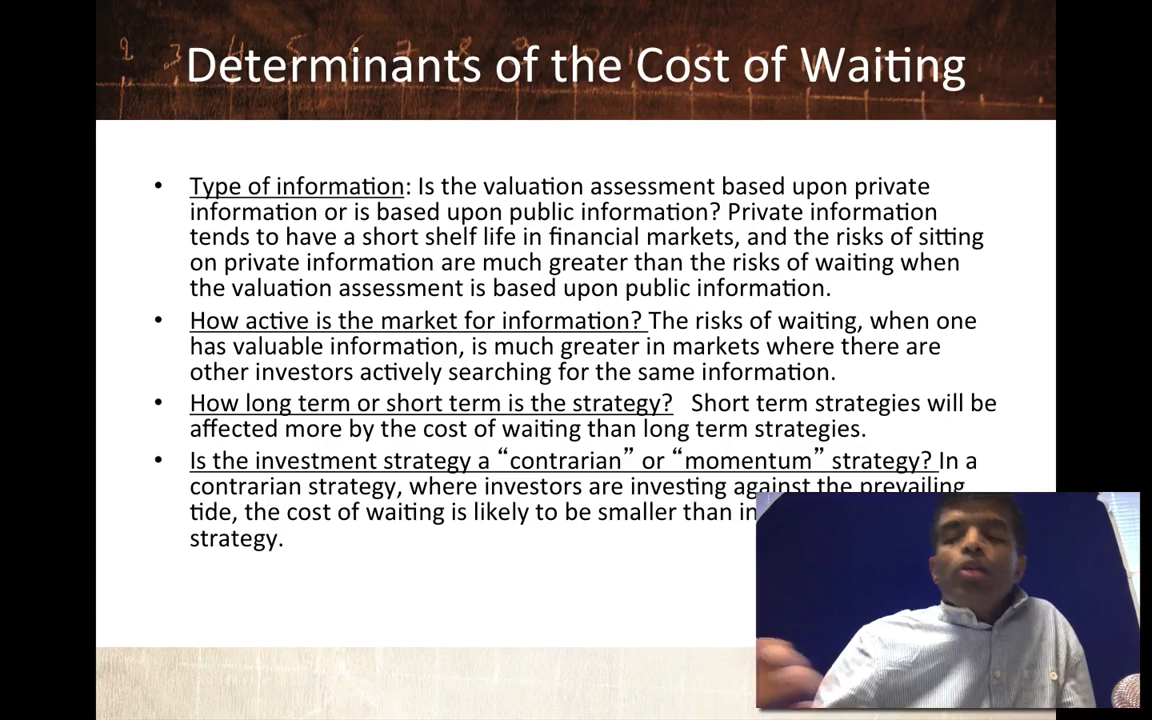 Determinants of the Cost of Waiting
• Type of information: Is the valuation assessment based upon private
information or is based upon public information? Private information
tends to have a short shelf life in financial markets, and the risks of sitting
on private information are much greater than the risks of waiting when
the valuation assessment is based upon public information.
• How active is the market for information? The risks of waiting, when one
has valuable information, is much greater in markets where there are
other investors actively searching for the same information.
• How long term or short term is the strategy? Short term strategies will be
affected more by the cost of waiting than long term strategies.
• Is the investment strategy a “contrarian” or “momentum” strategy? In a
contrarian strategy, where investors are investing against the prevailing
tide, the cost of waiting is likely to be smaller than in
strategy.